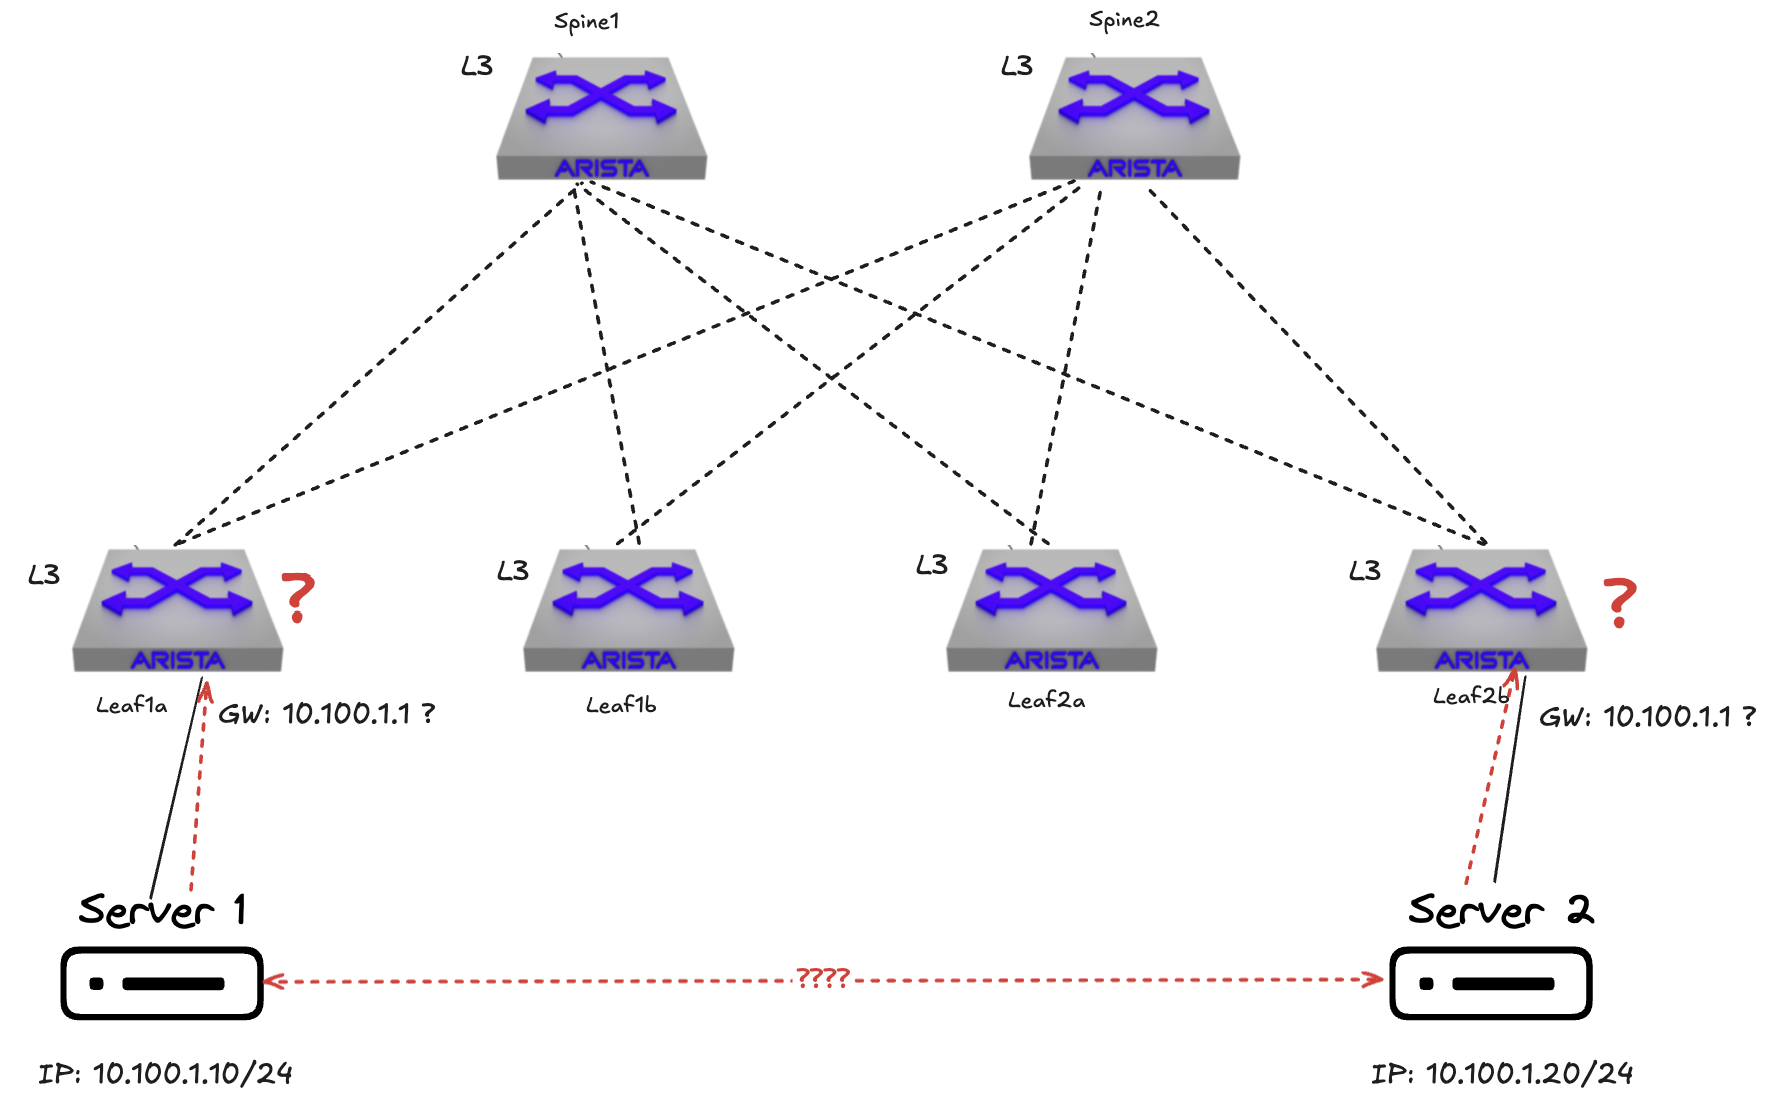 Spine1
Spine2
L3
L3
ARISTA
ARISTA
L3
?
L3
L3
L3
?
ARISTA
ARISTA
ARISTA
ARISTA
Leaf1a
GW: 10.100.1.1 ?
Leaf1b
Leaf2a
Leaf2b
GW: 10.100.1.1 ?
Server 1
Server 2
????
IP: 10.100.1.10/24
IP: 10.100.1.20/24